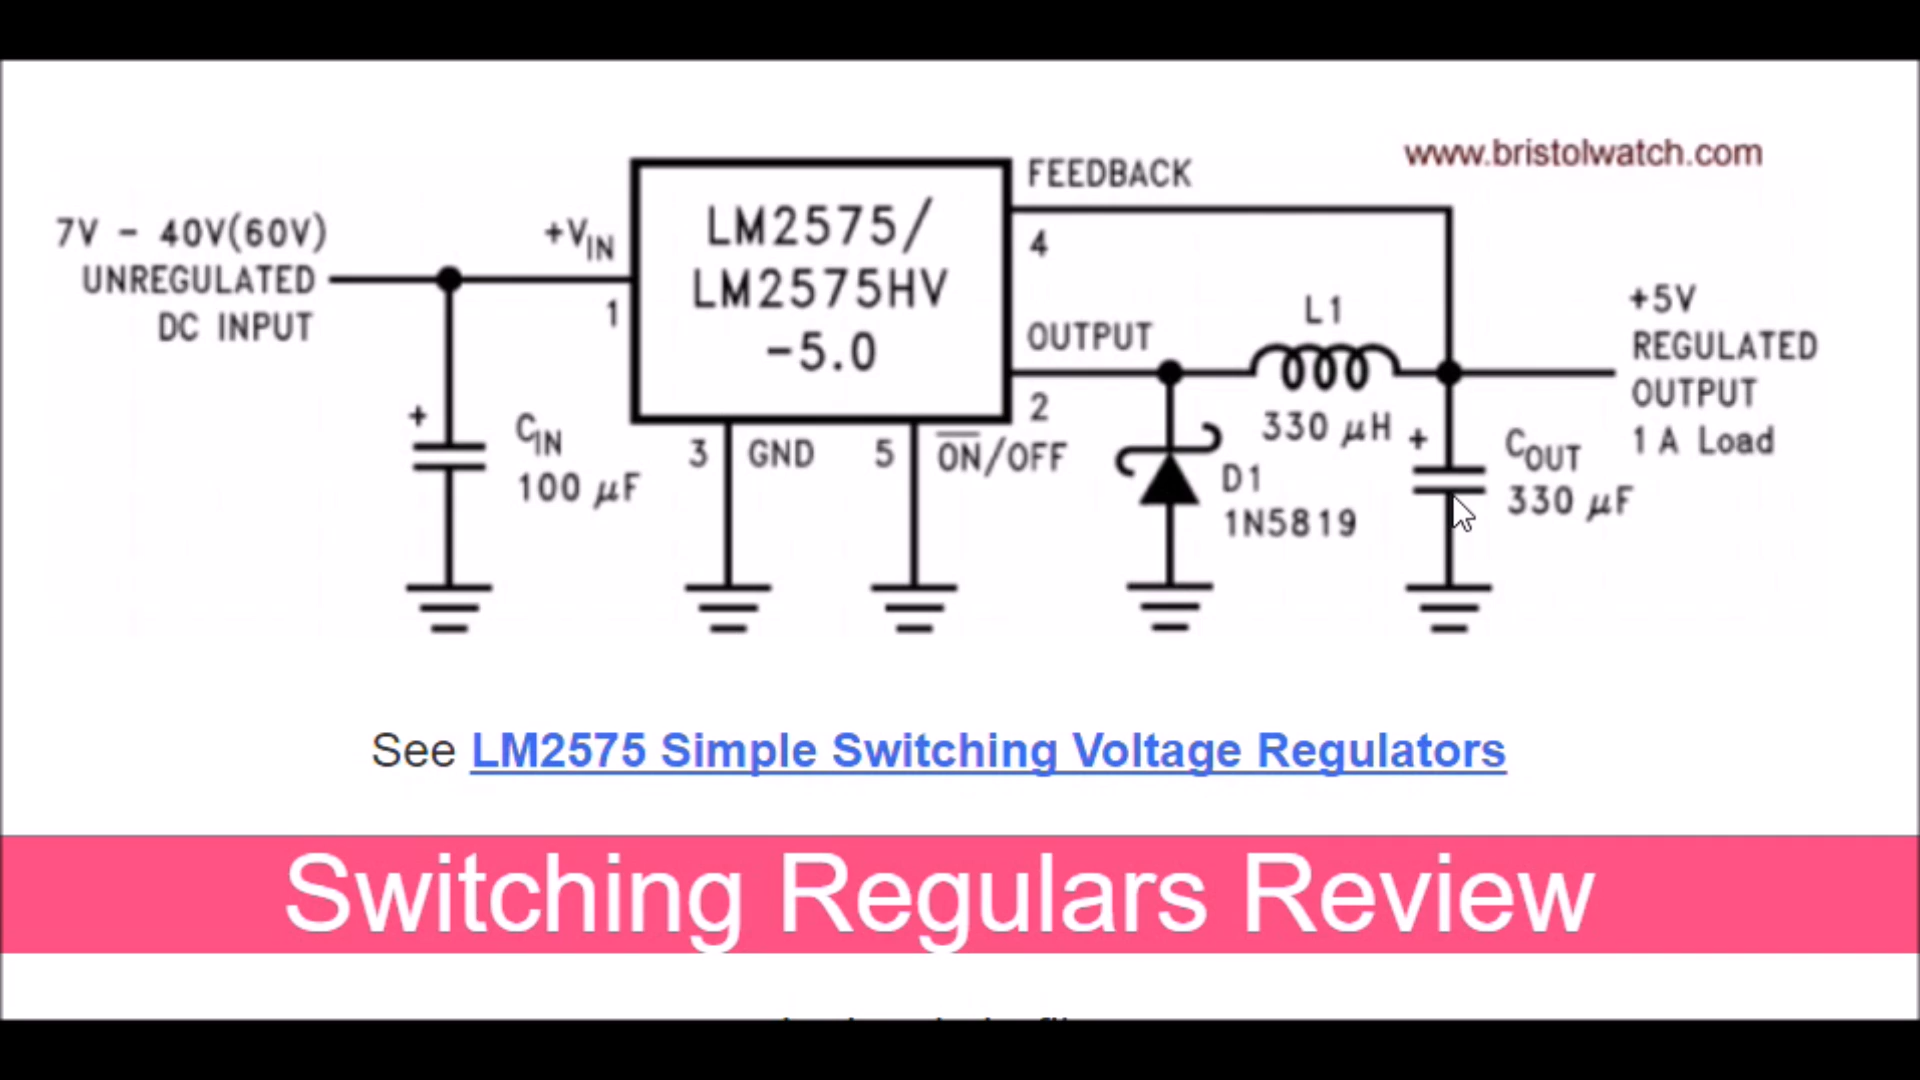 www.bristolwatch.com
FEEDBACK
7V - 40V(60V)
UNREGULATED
DC INPUT
+VIN
1
LM2575/
LM2575HV
-5.0
4
OUTPUT
2
L1
330 μH
+5V
REGULATED
OUTPUT
1 A Load
+
CIN
100 μF
3 GND
5 ON/OFF
D1
1N5819
+
COUT
330 μF
See LM2575 Simple Switching Voltage Regulators
Switching Regulars Review